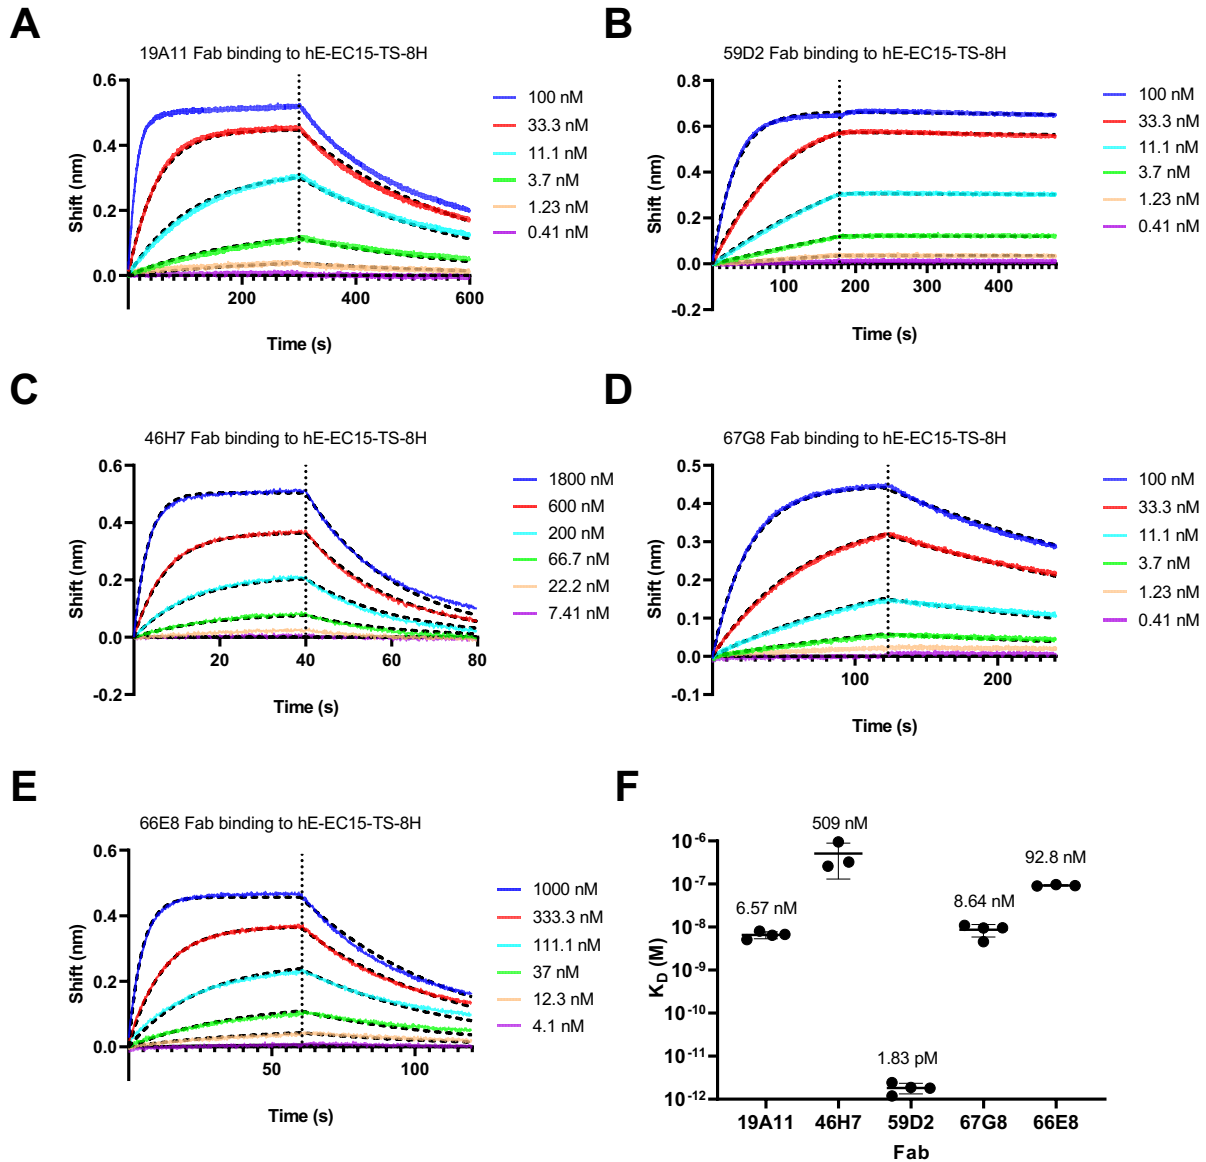 A
19A11 Fab binding to hE-EC15-TS-8H
Shift (nm)
0.6
0.4
0.2
0.0
200
400
600
Time (s)
100 nM
33.3 nM
11.1 nM
3.7 nM
1.23 nM
0.41 nM
B
59D2 Fab binding to hE-EC15-TS-8H
Shift (nm)
0.8
0.6
0.4
0.2
0.0
-0.2
100
200
300
400
Time (s)
100 nM
33.3 nM
11.1 nM
3.7 nM
1.23 nM
0.41 nM
C
46H7 Fab binding to hE-EC15-TS-8H
Shift (nm)
0.6
0.4
0.2
0.0
-0.2
20
40
60
80
Time (s)
1800 nM
600 nM
200 nM
66.7 nM
22.2 nM
7.41 nM
D
67G8 Fab binding to hE-EC15-TS-8H
Shift (nm)
0.5
0.4
0.3
0.2
0.1
0.0
-0.1
100
200
Time (s)
100 nM
33.3 nM
11.1 nM
3.7 nM
1.23 nM
0.41 nM
E
66E8 Fab binding to hE-EC15-TS-8H
Shift (nm)
0.6
0.4
0.2
0.0
50
100
Time (s)
1000 nM
333.3 nM
111.1 nM
37 nM
12.3 nM
4.1 nM
F
K_D (M)
10^-6
10^-7
10^-8
10^-9
10^-10
10^-11
10^-12
6.57 nM
509 nM
1.83 pM
8.64 nM
92.8 nM
19A11 46H7 59D2 67G8 66E8
Fab